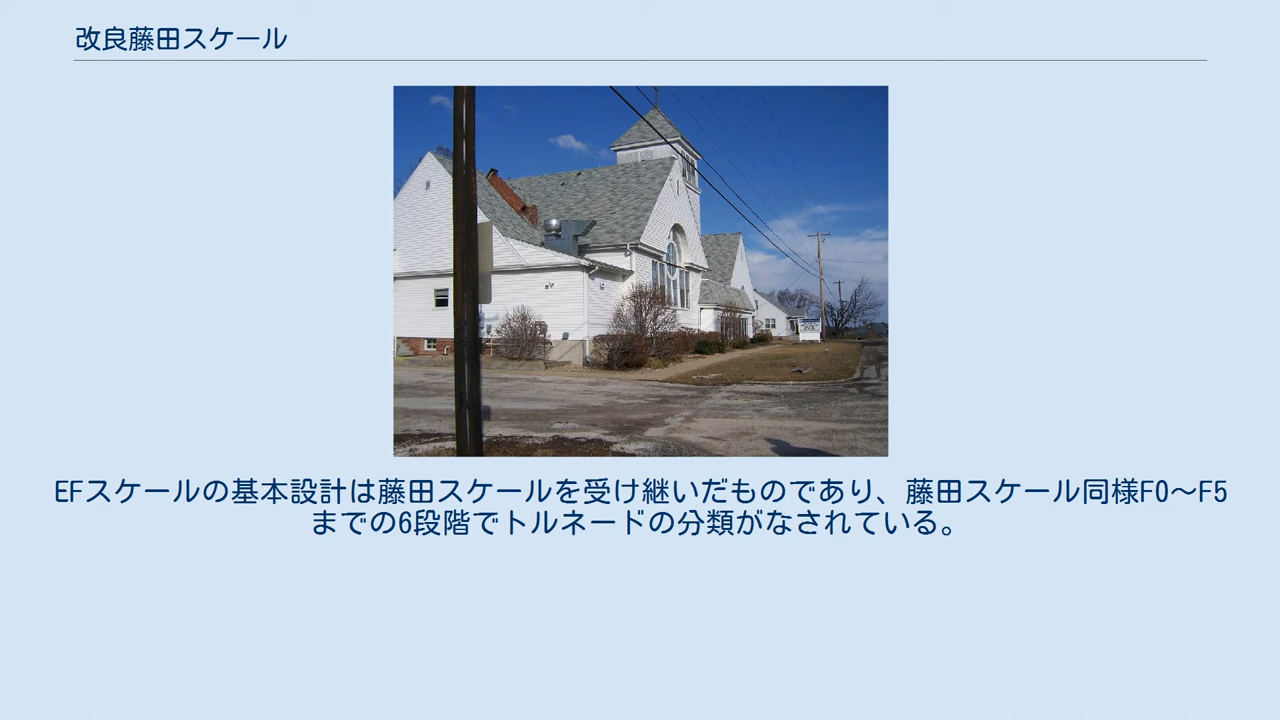 改良藤田スケール
EFスケールの基本設計は藤田スケールを受け継いだものであり、藤田スケール同様F0〜F5
までの6段階でトルネードの分類がなされている。